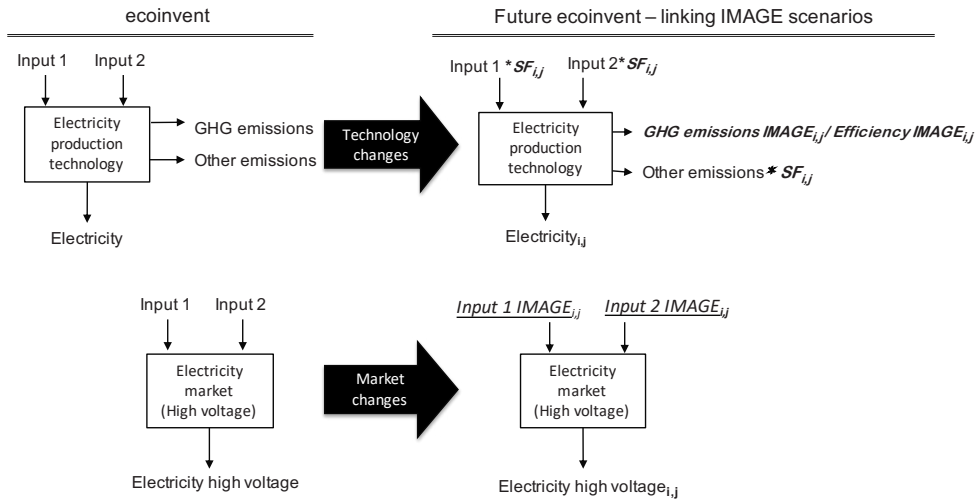 ecoinvent
Future ecoinvent – linking IMAGE scenarios
Input 1 Input 2
Input 1 *SFi,j
Input 2*SFi,j
Electricity
production
technology
GHG emissions
Other emissions
Electricity
Technology
changes
Electricity
production
technology
GHG emissions IMAGEi,j/ Efficiency IMAGEi,j
Other emissions* SFi,j
Electricityi,j
Input 1 Input 2
Input 1 IMAGEi,j
Input 2 IMAGEi,j
Electricity
market
(High voltage)
Electricity high voltage
Market
changes
Electricity
market
(High voltage)
Electricity high voltagei,j